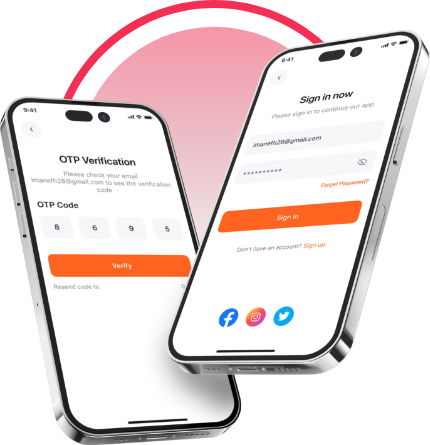 9:41
OTP Verification
Please check your email
imanefh28@gmail.com to see the verification
code
OTP Code
8 6 9 5
Verify
Resend code to
9:41
Sign in now
Please sign in to continue our app
imanefh28@gmail.com
**********
Forget Password?
Sign In
Don't have an account? Sign up